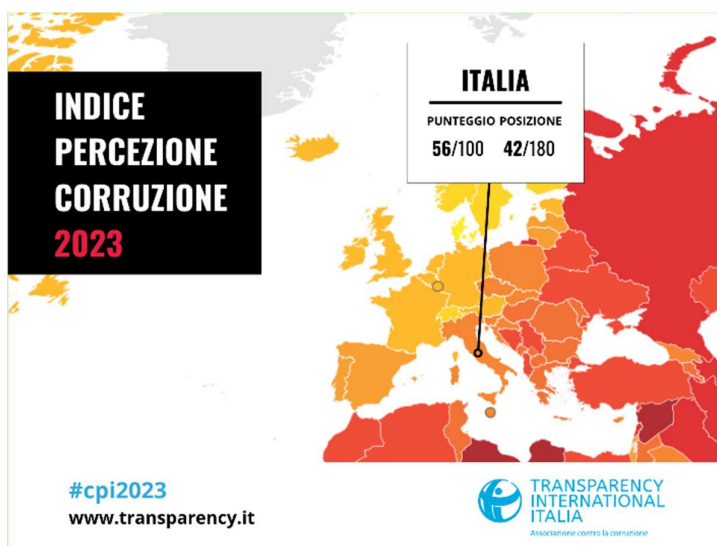 INDICE
PERCEZIONE
CORRUZIONE
2023
ITALIA
PUNTEGGIO POSIZIONE
56/100 42/180
#cpi2023
www.transparency.it
TRANSPARENCY
INTERNATIONAL
ITALIA
Associazione contro la corruzione